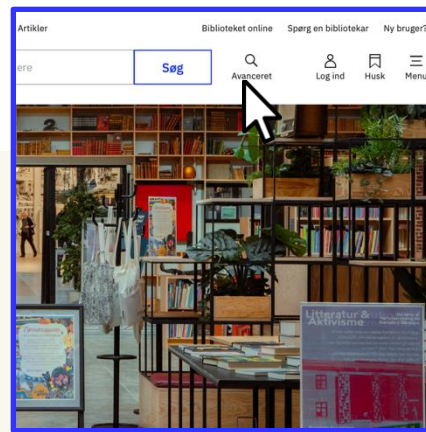 Artikler Biblioteket online Spørg en bibliotekar Ny bruger?
ere Søg Avanceret Log ind Husk Menu
Litteratur &
Aktivisme